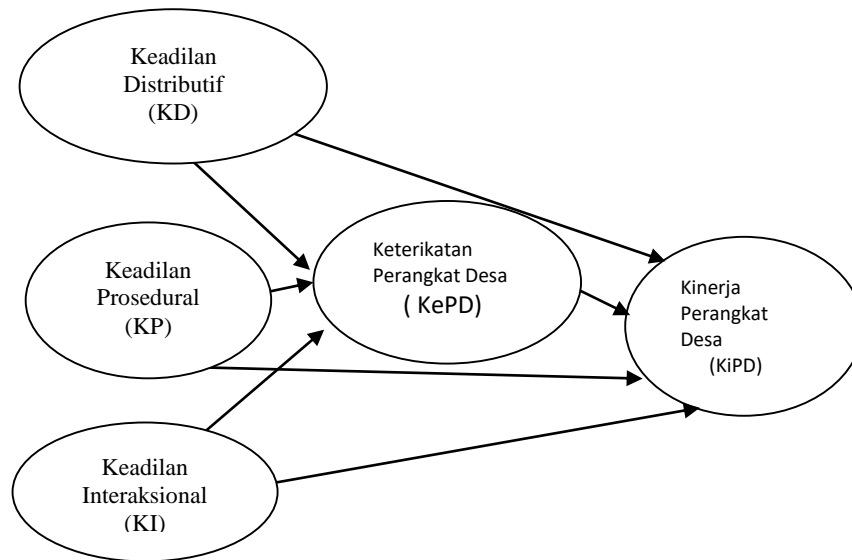 Keadilan
Distributif
(KD)
Keterikatan
Perangkat Desa
( KePD)
Keadilan
Prosedural
(KP)
Kinerja
Perangkat
Desa
(KiPD)
Keadilan
Interaksional
(KI)